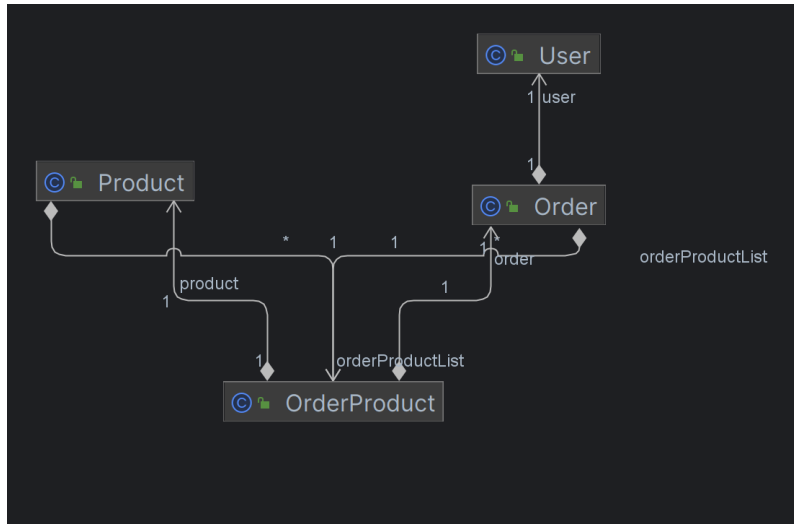 C User
1 user
C Product
1
C Order
* 1 1 1 *
order
orderProductList
product
1
1
1 orderProductList
C OrderProduct